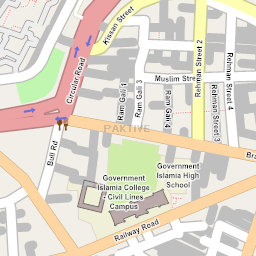 Kissan Street
Circular Road
Rehman Street 2
Muslim Street
Rehman Street 4
Rehman Street 3
Ram Gali 1
Ram Gali 3
Ram Gali 4
PAKTIVE
Bull Rd
Bra
Government
Islamia College
Civil Lines
Campus
Government
Islamia High
School
Railway Road